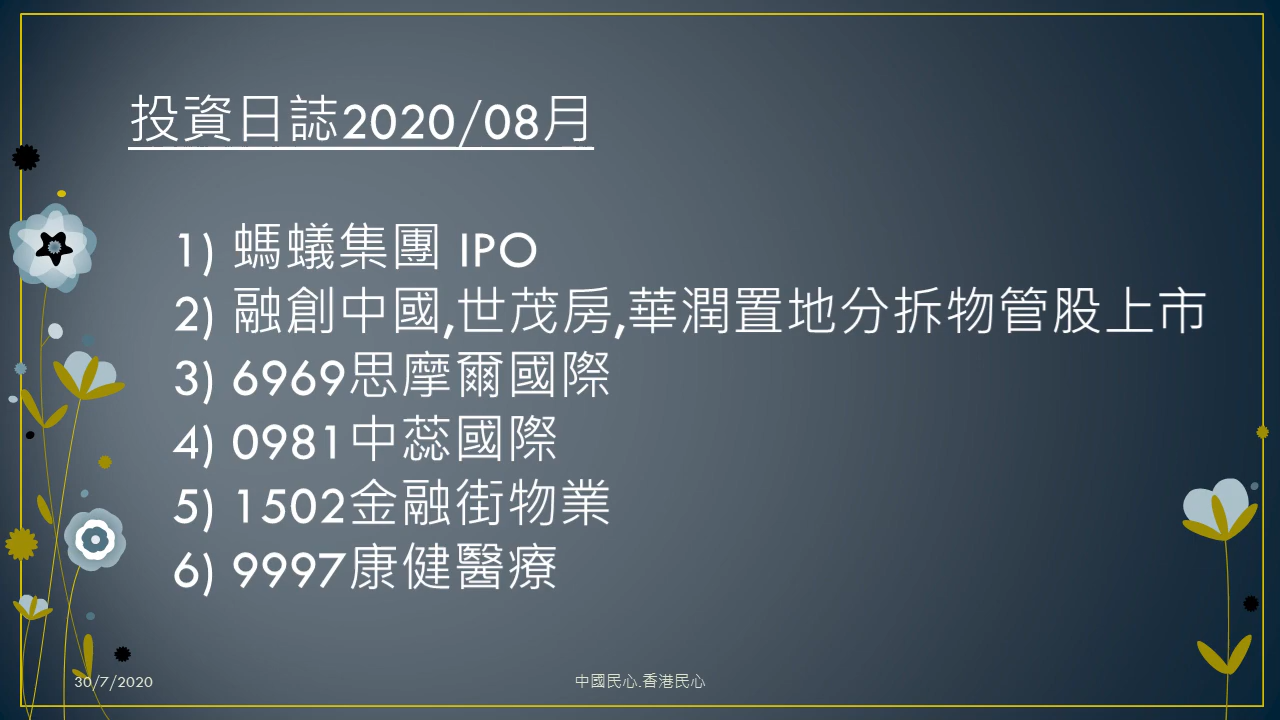 投資日誌2020/08月
1) 螞蟻集團 IPO
2) 融創中國,世茂房,華潤置地分拆物管股上市
3) 6969思摩爾國際
4) 0981中蕊國際
5) 1502金融街物業
6) 9997康健醫療
30/7/2020
中國民心.香港民心